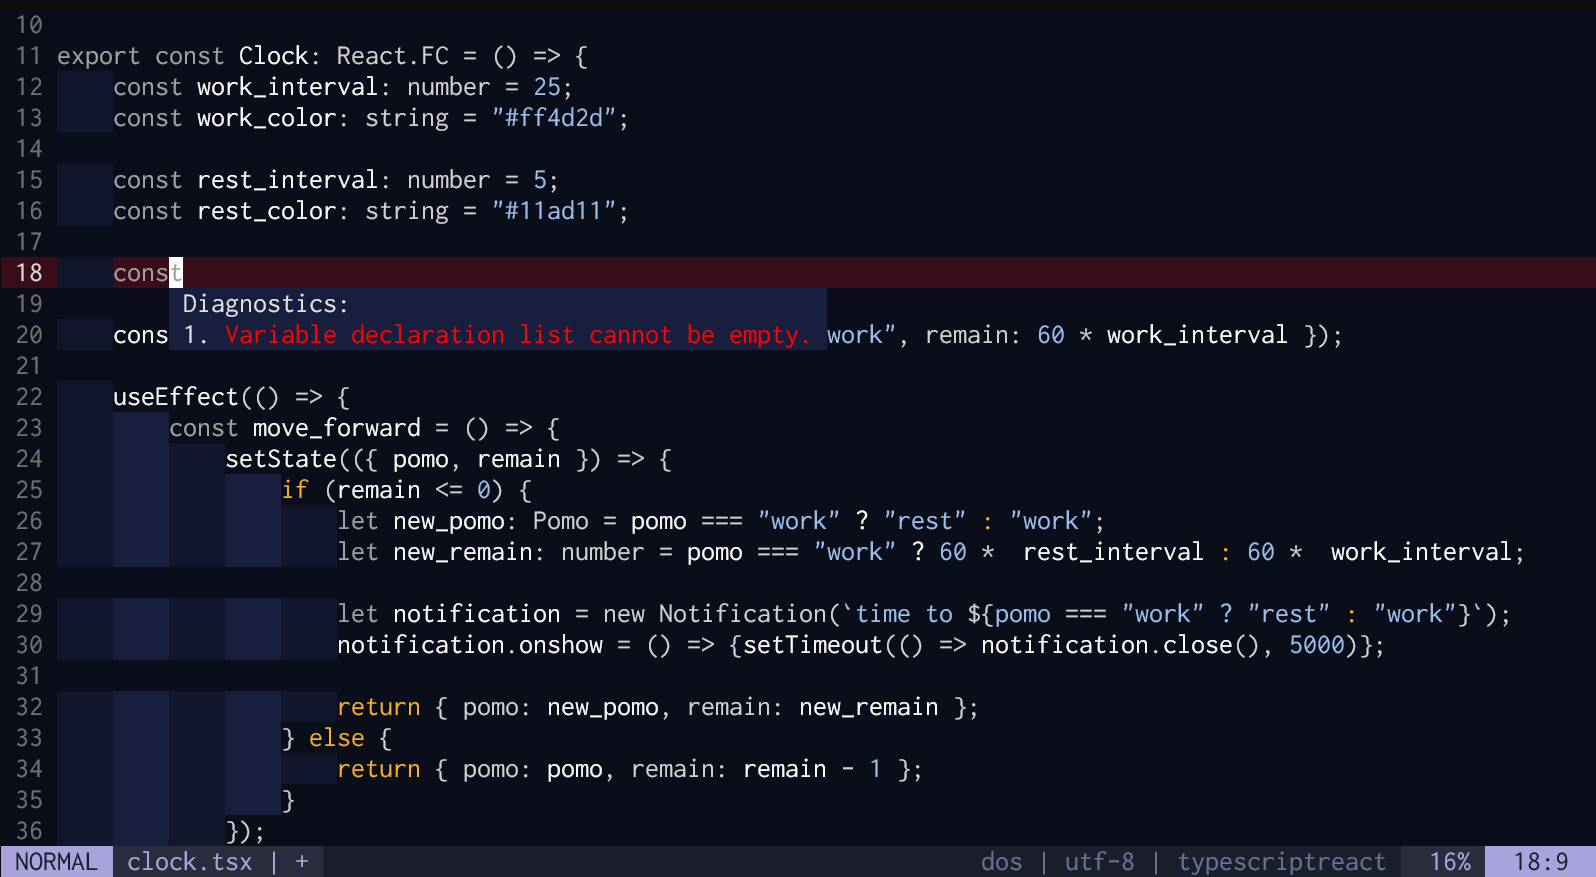 10
11 export const Clock: React.FC = () => {
12     const work_interval: number = 25;
13     const work_color: string = "#ff4d2d";
14
15     const rest_interval: number = 5;
16     const rest_color: string = "#11ad11";
17
18     const
19         Diagnostics:
20     cons 1. Variable declaration list cannot be empty. work", remain: 60 * work_interval });
21
22     useEffect(() => {
23         const move_forward = () => {
24             setState(({ pomo, remain }) => {
25                 if (remain <= 0) {
26                     let new_pomo: Pomo = pomo === "work" ? "rest" : "work";
27                     let new_remain: number = pomo === "work" ? 60 *  rest_interval : 60 *  work_interval;
28
29                     let notification = new Notification(`time to ${pomo === "work" ? "rest" : "work"}`);
30                     notification.onshow = () => {setTimeout(() => notification.close(), 5000)};
31
32                     return { pomo: new_pomo, remain: new_remain };
33                 } else {
34                     return { pomo: pomo, remain: remain - 1 };
35                 }
36             });
NORMAL clock.tsx | + dos | utf-8 | typescriptreact 16% 18:9